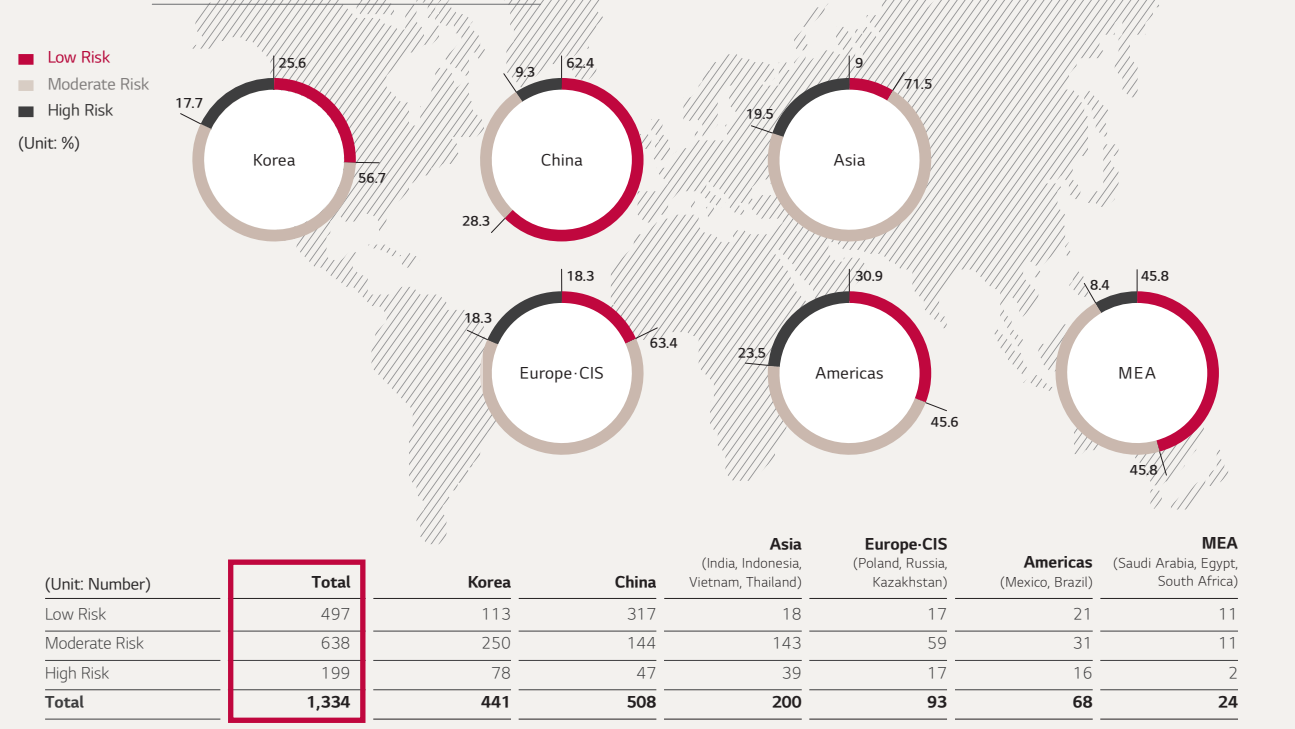 Low Risk
Moderate Risk
High Risk
(Unit: %)
25.6
17.7
Korea
56.7
62.4
9.3
China
28.3
9
71.5
19.5
Asia
18.3
18.3
Europe·CIS
63.4
30.9
23.5
Americas
45.6
45.8
8.4
MEA
45.8
(Unit: Number) Total Korea China Asia (India, Indonesia, Vietnam, Thailand) Europe·CIS (Poland, Russia, Kazakhstan) Americas (Mexico, Brazil) MEA (Saudi Arabia, Egypt, South Africa)
Low Risk 497 113 317 18 17 21 11
Moderate Risk 638 250 144 143 59 31 11
High Risk 199 78 47 39 17 16 2
Total 1,334 441 508 200 93 68 24